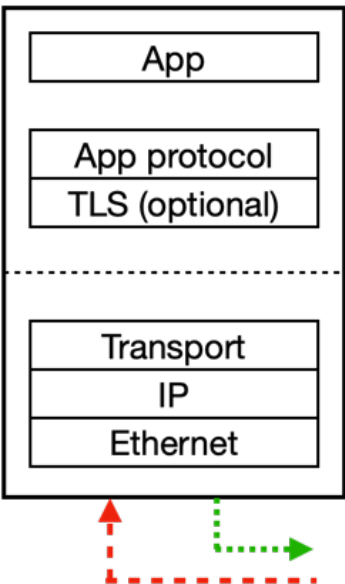 App
App protocol
TLS (optional)
Transport
IP
Ethernet